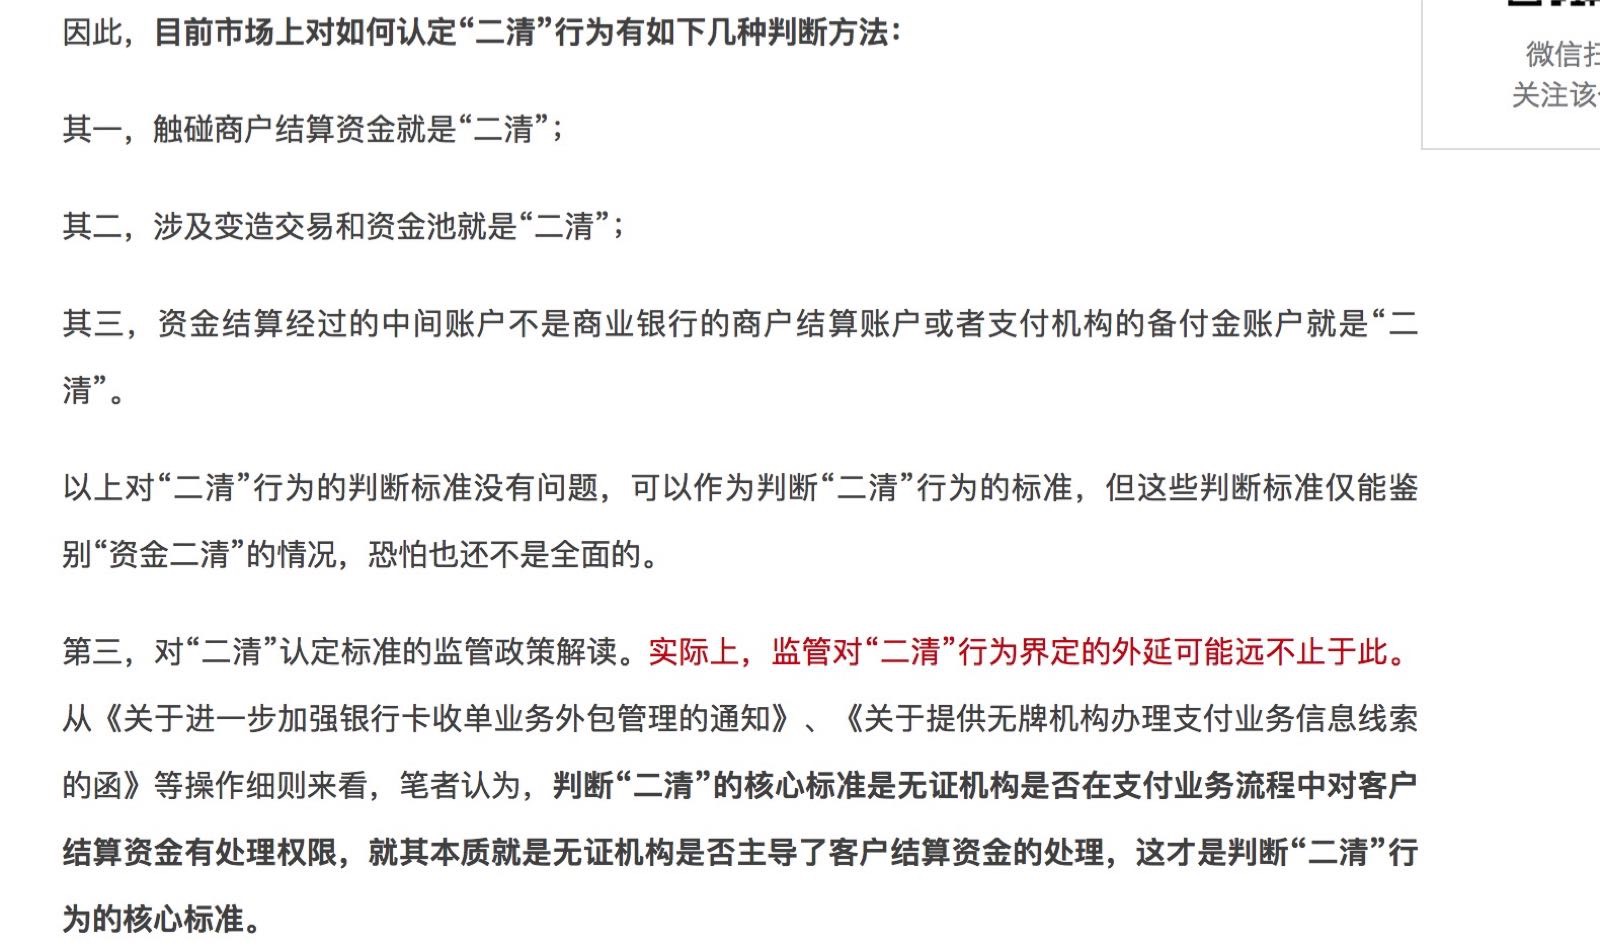 因此，目前市场上对如何认定“二清”行为有如下几种判断方法：
其一，触碰商户结算资金就是“二清”；
其二，涉及变造交易和资金池就是“二清”；
其三，资金结算经过的中间账户不是商业银行的商户结算账户或者支付机构的备付金账户就是“二
清”。
以上对“二清”行为的判断标准没有问题，可以作为判断“二清”行为的标准，但这些判断标准仅能鉴
别“资金二清”的情况，恐怕也还不是全面的。
第三，对“二清”认定标准的监管政策解读。实际上，监管对“二清”行为界定的外延可能远不止于此。
从《关于进一步加强银行卡收单业务外包管理的通知》、《关于提供无牌机构办理支付业务信息线索
的函》等操作细则来看，笔者认为，判断“二清”的核心标准是无证机构是否在支付业务流程中对客户
结算资金有处理权限，就其本质就是无证机构是否主导了客户结算资金的处理，这才是判断“二清”行
为的核心标准。
微信扫
关注该